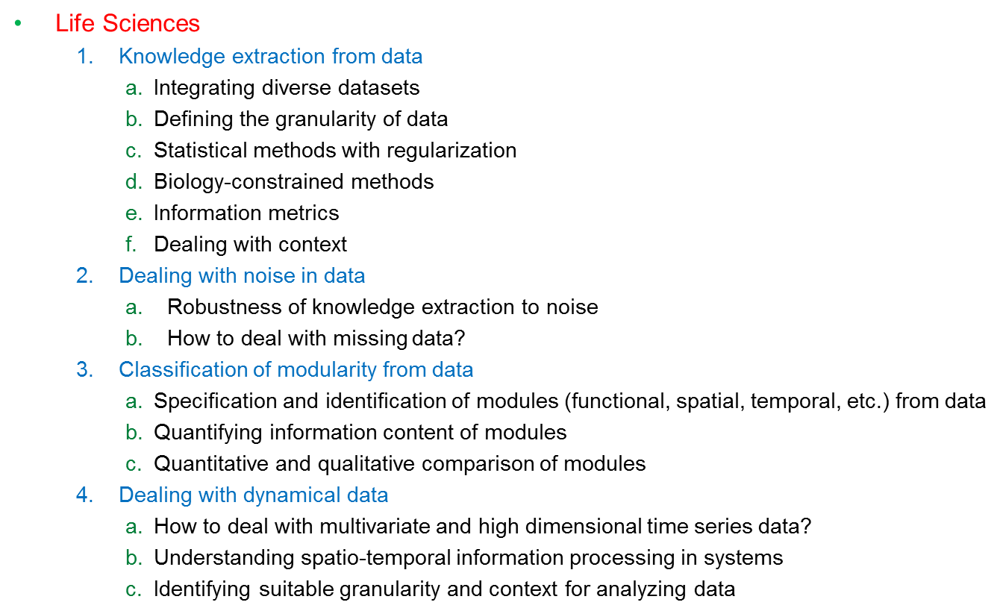 • Life Sciences
1. Knowledge extraction from data
a. Integrating diverse datasets
b. Defining the granularity of data
c. Statistical methods with regularization
d. Biology-constrained methods
e. Information metrics
f. Dealing with context
2. Dealing with noise in data
a. Robustness of knowledge extraction to noise
b. How to deal with missing data?
3. Classification of modularity from data
a. Specification and identification of modules (functional, spatial, temporal, etc.) from data
b. Quantifying information content of modules
c. Quantitative and qualitative comparison of modules
4. Dealing with dynamical data
a. How to deal with multivariate and high dimensional time series data?
b. Understanding spatio-temporal information processing in systems
c. Identifying suitable granularity and context for analyzing data